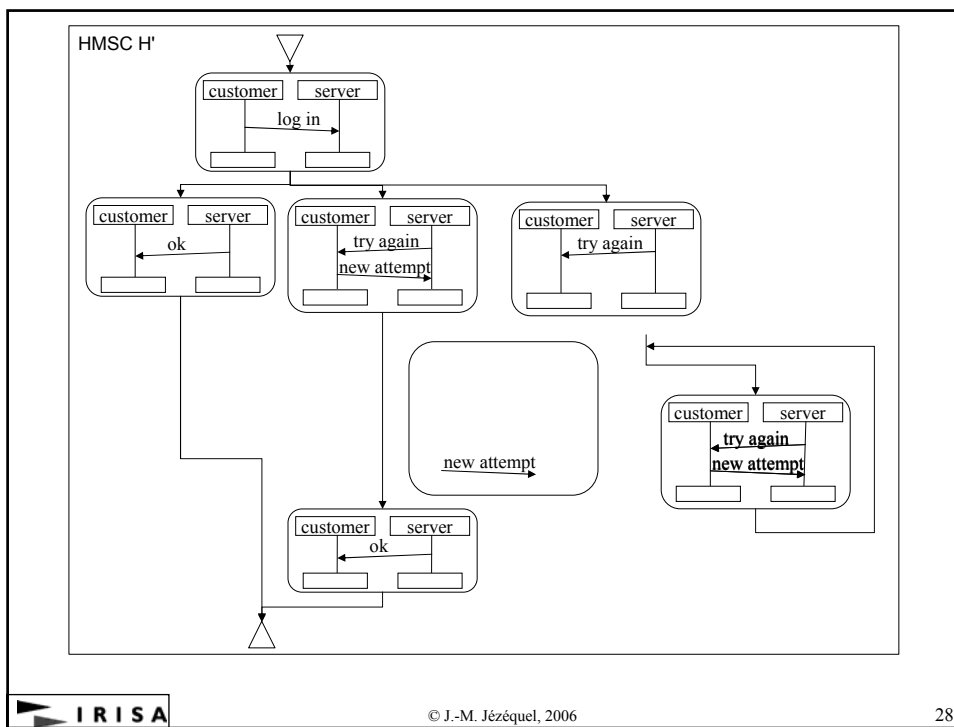 HMSC H'
customer server
log in
customer server
ok
customer server
try again
new attempt
customer server
try again
new attempt
customer server
try again
new attempt
customer server
ok
IRISA
© J.-M. Jézéquel, 2006
28